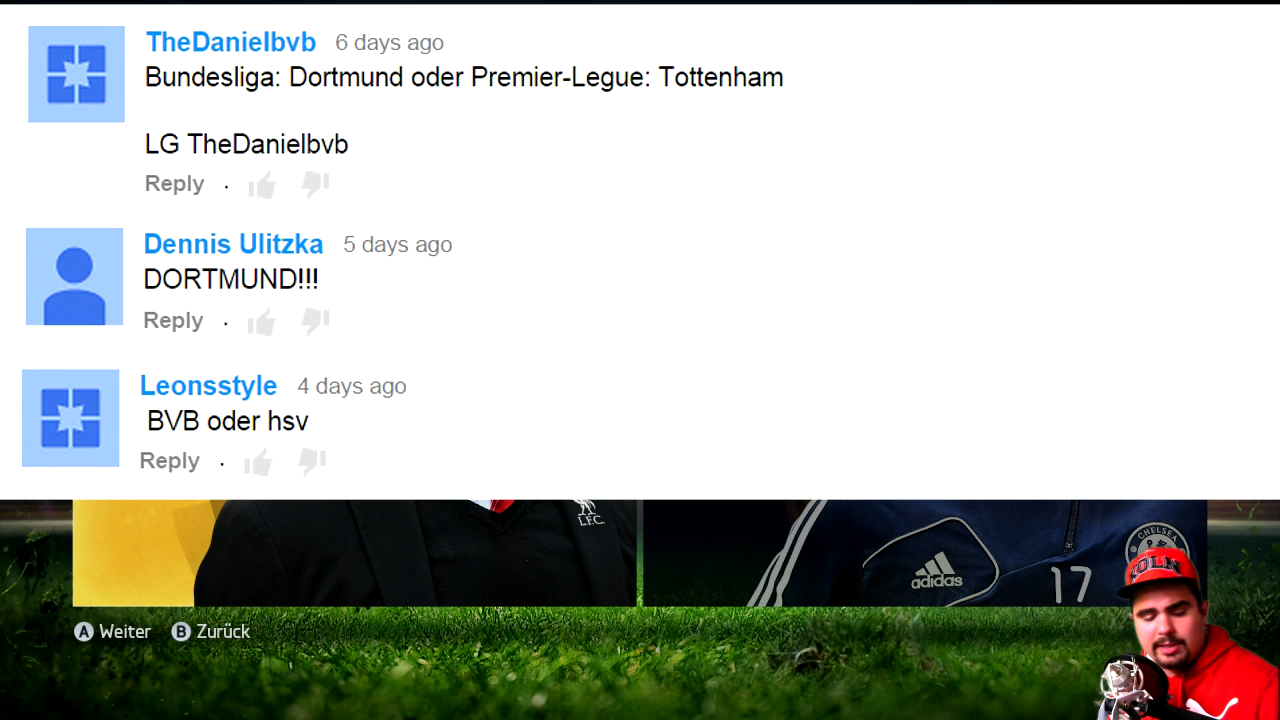 TheDanielbvb 6 days ago
Bundesliga: Dortmund oder Premier-Legue: Tottenham
LG TheDanielbvb
Reply ·
Dennis Ulitzka 5 days ago
DORTMUND!!!
Reply ·
Leonsstyle 4 days ago
BVB oder hsv
Reply ·
L.F.C.
CHELSEA
adidas
17
KÖLN
A Weiter B Zurück